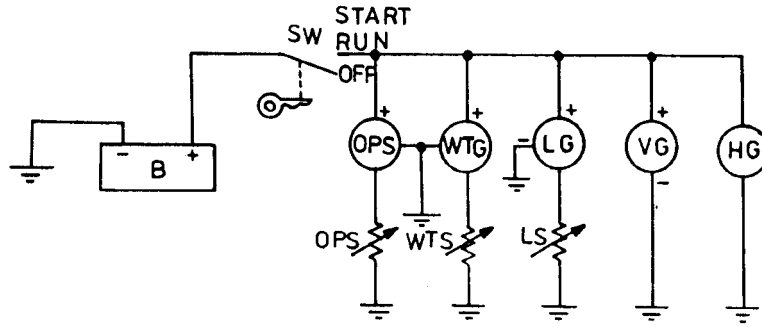 START
SW RUN
OFF
+ + + + 
- + OPS WTG - LG VG HG
B
-
OPS WTS LS